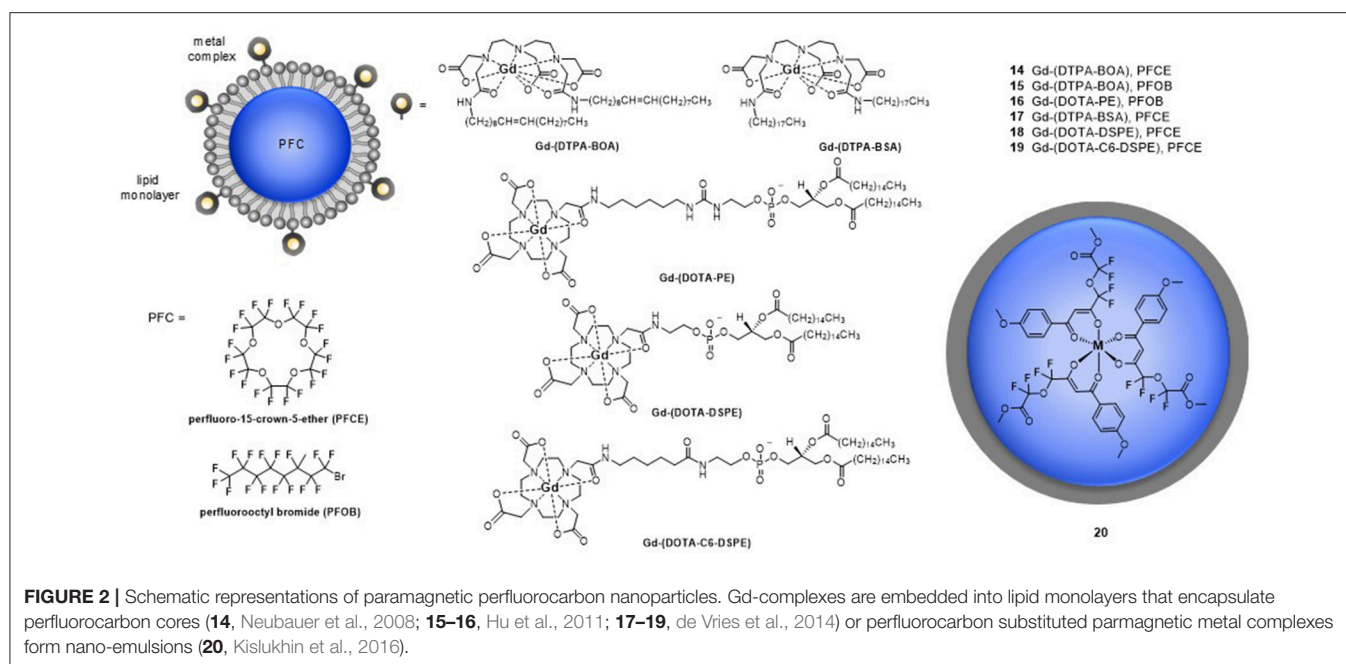 metal
complex
PFC
lipid
monolayer
=
Gd
Gd-(DTPA-BOA)
Gd
Gd-(DTPA-BSA)
14 Gd-(DTPA-BOA), PFCE
15 Gd-(DTPA-BOA), PFOB
16 Gd-(DOTA-PE), PFOB
17 Gd-(DTPA-BSA), PFCE
18 Gd-(DOTA-DSPE), PFCE
19 Gd-(DOTA-C6-DSPE), PFCE
Gd
Gd-(DOTA-PE)
PFC =
perfluoro-15-crown-5-ether (PFCE)
Gd
Gd-(DOTA-DSPE)
perfluorooctyl bromide (PFOB)
Gd
Gd-(DOTA-C6-DSPE)
M
20
FIGURE 2 | Schematic representations of paramagnetic perfluorocarbon nanoparticles. Gd-complexes are embedded into lipid monolayers that encapsulate
perfluorocarbon cores (14, Neubauer et al., 2008; 15–16, Hu et al., 2011; 17–19, de Vries et al., 2014) or perfluorocarbon substituted parmagnetic metal complexes
form nano-emulsions (20, Kislukhin et al., 2016).